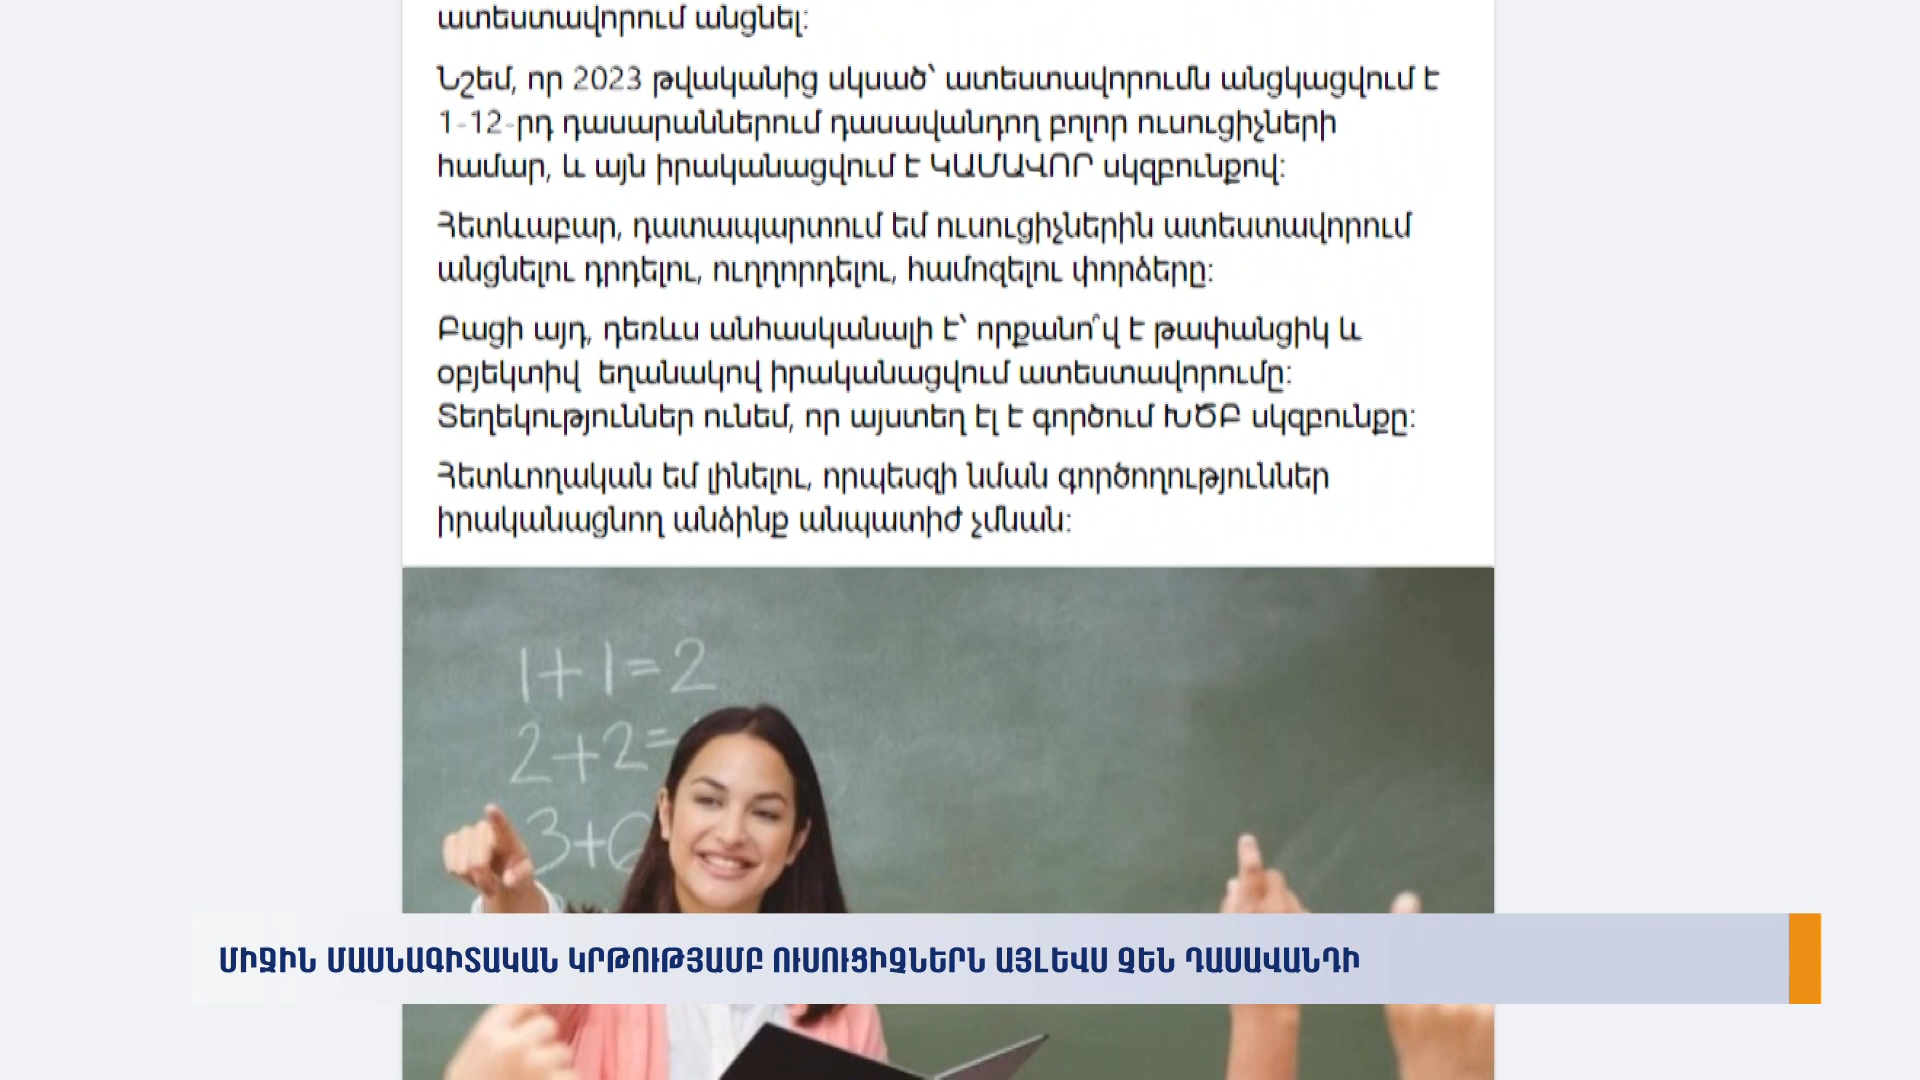 ատեստավորում անցնել:
Նշեմ, որ 2023 թվականից սկսած՝ ատեստավորումն անցկացվում է
1-12-րդ դասարաններում դասավանդող բոլոր ուսուցիչների
համար, և այն իրականացվում է ԿԱՄԱՎՈՐ սկզբունքով:
Հետևաբար, դատապարտում եմ ուսուցիչներին ատեստավորում
անցնելու դրդելու, ուղղորդելու, համոզելու փորձերը:
Բացի այդ, դեռևս անհասկանալի է՝ որքանո՞վ է թափանցիկ և
օբյեկտիվ եղանակով իրականացվում ատեստավորումը:
Տեղեկություններ ունեմ, որ այստեղ էլ է գործում ԽԾԲ սկզբունքը:
Հետևողական եմ լինելու, որպեսզի նման գործողություններ
իրականացնող անձինք անպատիժ չմնան:
1+1=2
2+2=
3+6
ՄԻՋԻՆ ՄԱՍՆԱԳԻՏԱԿԱՆ ԿՐԹՈՒԹՅԱՄԲ ՈՒՍՈՒՑԻՉՆԵՐՆ ԱՅԼԵՎՍ ՉԵՆ ԴԱՍԱՎԱՆԴԻ